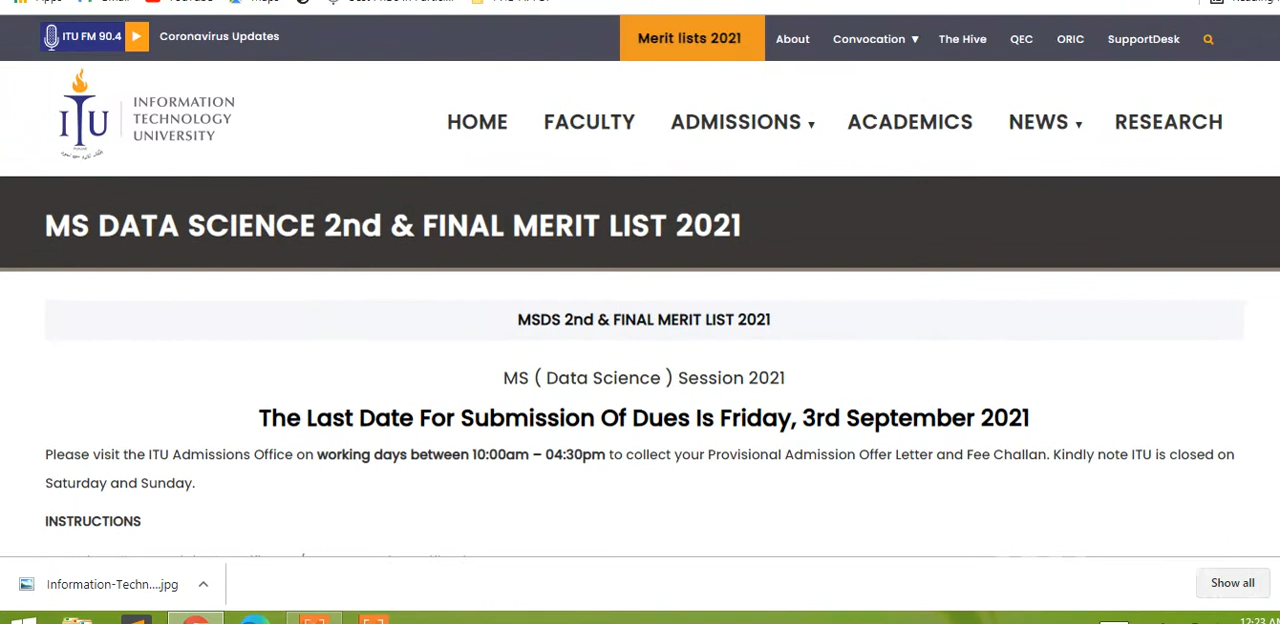 ITU FM 90.4
Coronavirus Updates
Merit lists 2021
About
Convocation ▼
The Hive
QEC
ORIC
SupportDesk
ITU
INFORMATION
TECHNOLOGY
UNIVERSITY
HOME
FACULTY
ADMISSIONS ▼
ACADEMICS
NEWS ▼
RESEARCH
MS DATA SCIENCE 2nd & FINAL MERIT LIST 2021
MSDS 2nd & FINAL MERIT LIST 2021
MS ( Data Science ) Session 2021
The Last Date For Submission Of Dues Is Friday, 3rd September 2021
Please visit the ITU Admissions Office on working days between 10:00am – 04:30pm to collect your Provisional Admission Offer Letter and Fee Challan. Kindly note ITU is closed on
Saturday and Sunday.
INSTRUCTIONS
Information-Techn....jpg
Show all
12:23 AM